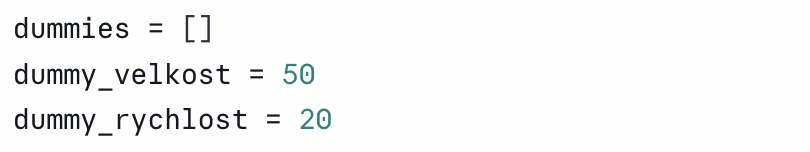 dummies = []
dummy_velkost = 50
dummy_rychlost = 20